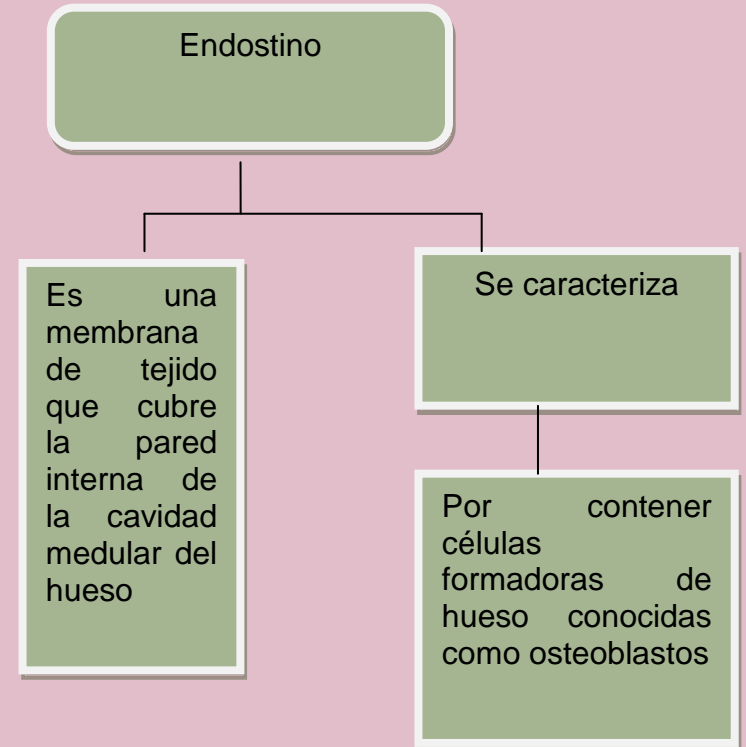 Endostino
Es una
membrana
de tejido
que cubre
la pared
interna de
la cavidad
medular del
hueso
Se caracteriza
Por contener
células
formadoras de
hueso conocidas
como osteoblastos